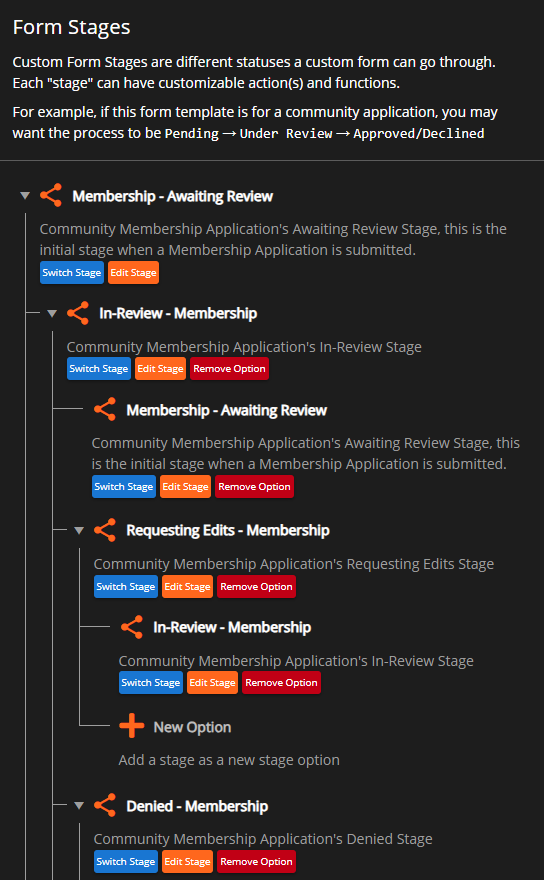 Form Stages
Custom Form Stages are different statuses a custom form can go through.
Each "stage" can have customizable action(s) and functions.
For example, if this form template is for a community application, you may
want the process to be Pending → Under Review → Approved/Declined
Membership - Awaiting Review
Community Membership Application's Awaiting Review Stage, this is the
initial stage when a Membership Application is submitted.
Switch Stage Edit Stage
In-Review - Membership
Community Membership Application's In-Review Stage
Switch Stage Edit Stage Remove Option
Membership - Awaiting Review
Community Membership Application's Awaiting Review Stage, this
is the initial stage when a Membership Application is submitted.
Switch Stage Edit Stage Remove Option
Requesting Edits - Membership
Community Membership Application's Requesting Edits Stage
Switch Stage Edit Stage Remove Option
In-Review - Membership
Community Membership Application's In-Review Stage
Switch Stage Edit Stage Remove Option
New Option
Add a stage as a new stage option
Denied - Membership
Community Membership Application's Denied Stage
Switch Stage Edit Stage Remove Option